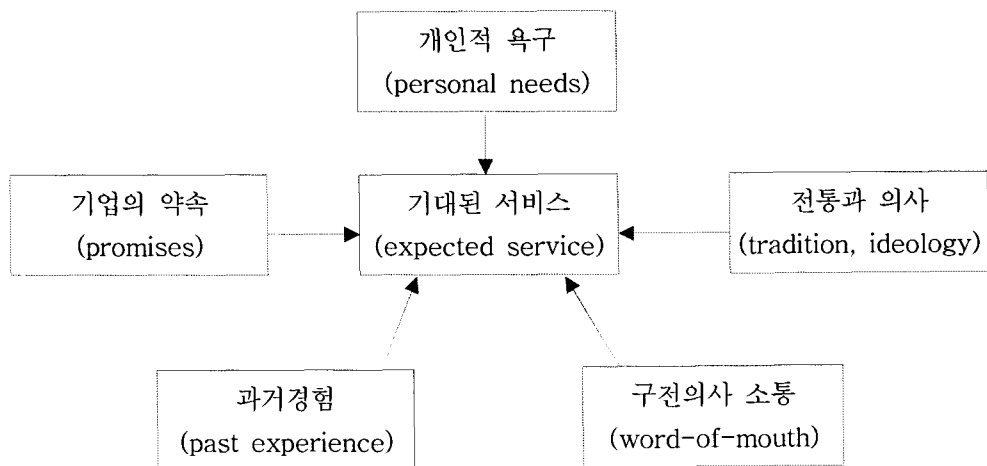 개인적 욕구
(personal needs)
기업의 약속
(promises)
기대된 서비스
(expected service)
전통과 의사
(tradition, ideology)
과거경험
(past experience)
구전의사 소통
(word-of-mouth)